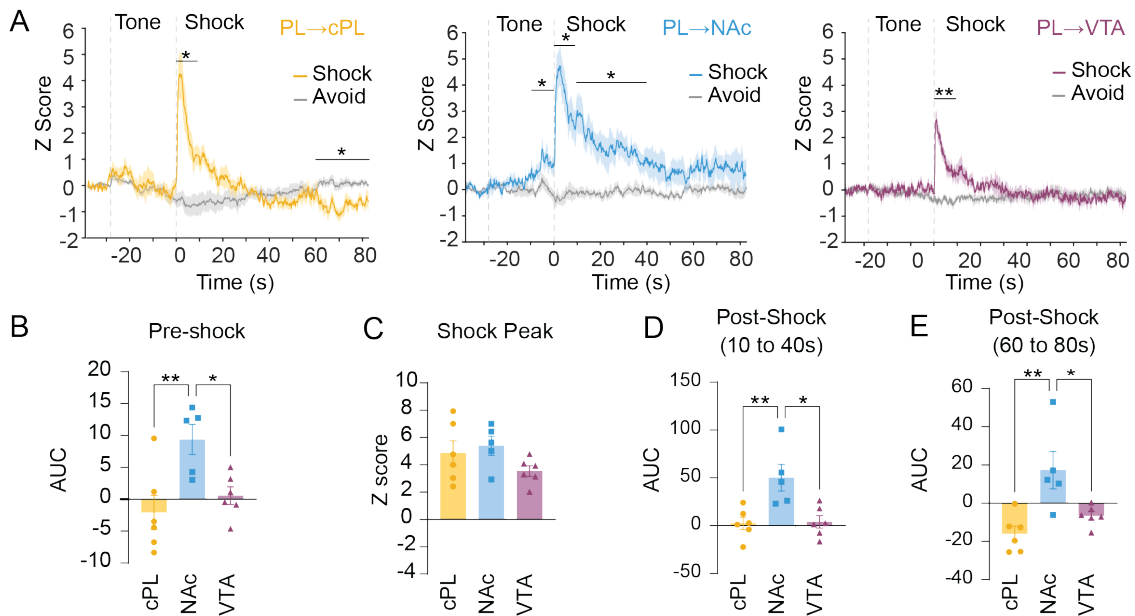 A
Tone Shock PL→cPL
*
Shock
Avoid
*
Z Score
6
5
4
3
2
1
0
-1
-2
-20 0 20 40 60 80
Time (s)
Tone Shock PL→NAc
*
*
*
Shock
Avoid
Z Score
6
5
4
3
2
1
0
-1
-2
-20 0 20 40 60 80
Time (s)
Tone Shock PL→VTA
**
Shock
Avoid
Z Score
6
5
4
3
2
1
0
-1
-2
-20 0 20 40 60 80
Time (s)
B
Pre-shock
** *
AUC
20
15
10
5
0
-5
-10
cPL NAc VTA
C
Shock Peak
Z score
10
8
6
4
2
0
-2
-4
cPL NAc VTA
D
Post-Shock
(10 to 40s)
** *
AUC
150
100
50
0
-50
cPL NAc VTA
E
Post-Shock
(60 to 80s)
** *
AUC
60
40
20
0
-20
-40
cPL NAc VTA